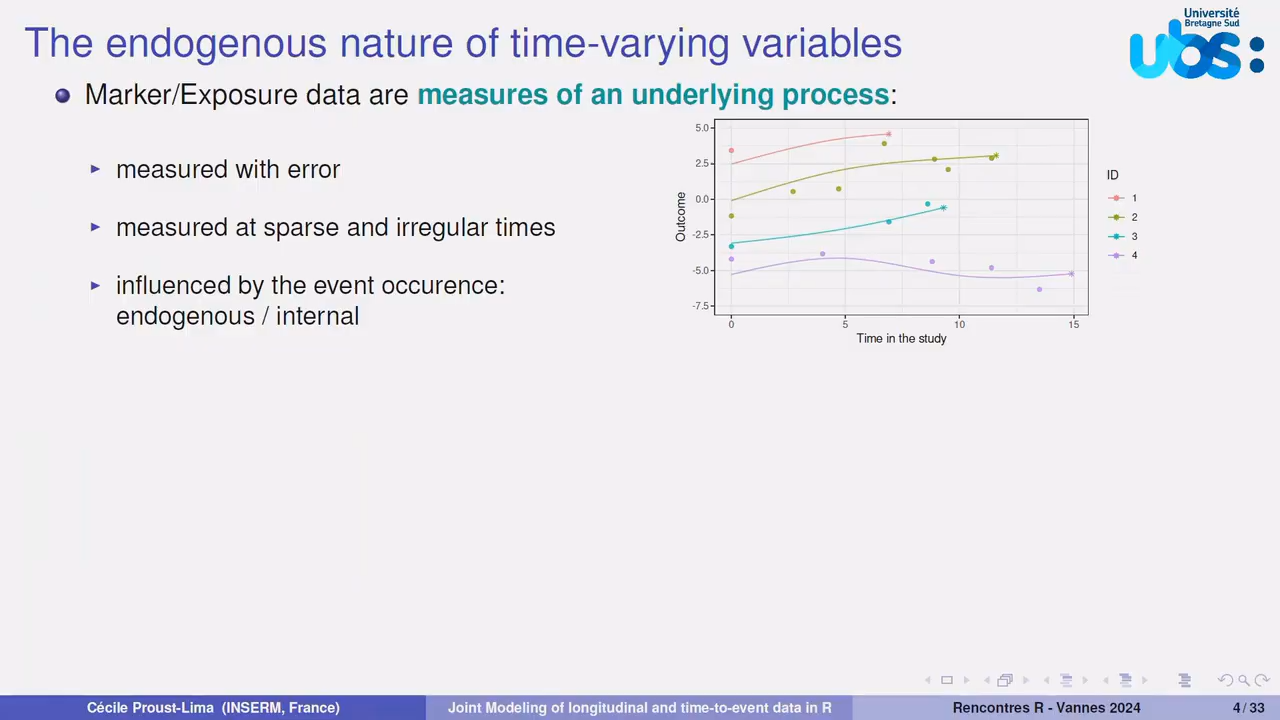 The endogenous nature of time-varying variables
Université
Bretagne Sud
ubs:
Marker/Exposure data are measures of an underlying process:
measured with error
measured at sparse and irregular times
influenced by the event occurence:
endogenous / internal
5.0
2.5
0.0
-2.5
-5.0
-7.5
Outcome
0 5 10 15
Time in the study
ID
1
2
3
4
Cécile Proust-Lima (INSERM, France)
Joint Modeling of longitudinal and time-to-event data in R
Rencontres R - Vannes 2024
4 / 33